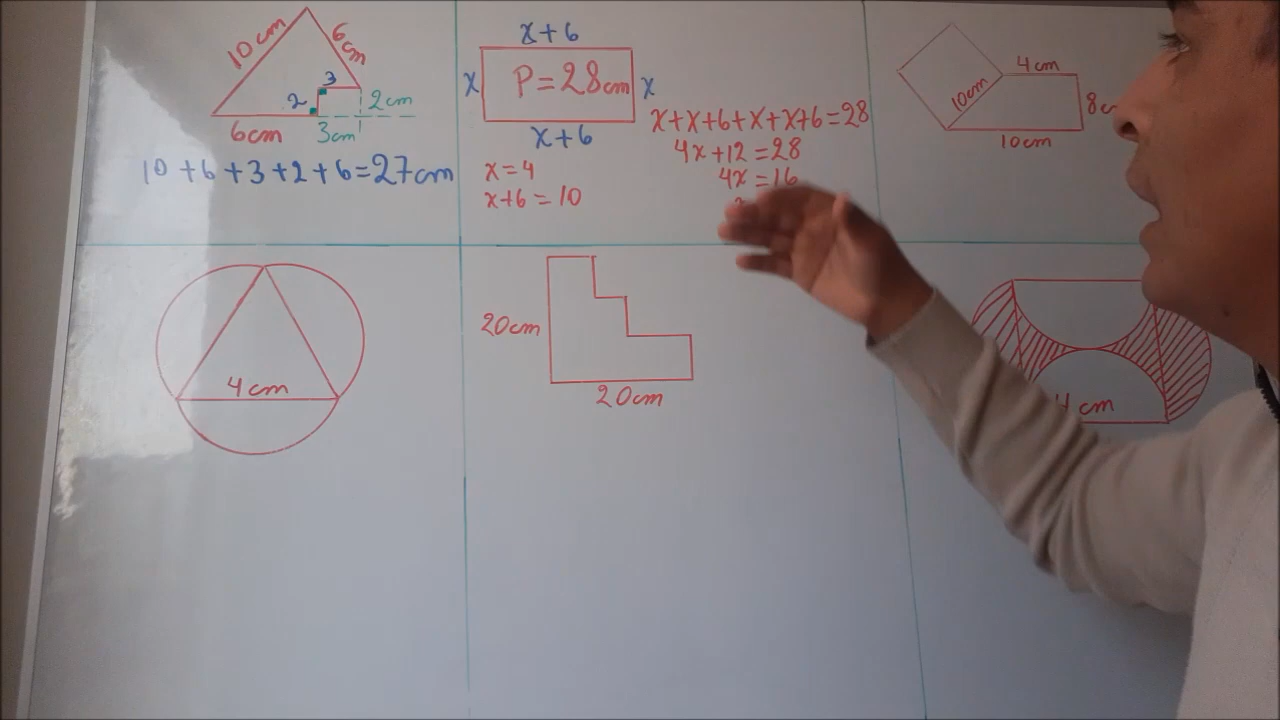 10cm
6cm
3
2
2cm
6cm
3cm
10+6+3+2+6=27cm
x+6
x
P=28cm
x
x+6
x=4
x+6=10
x+x+6+x+x+6=28
4x+12=28
4x=16
4cm
10cm
10cm
4cm
20cm
20cm
cm